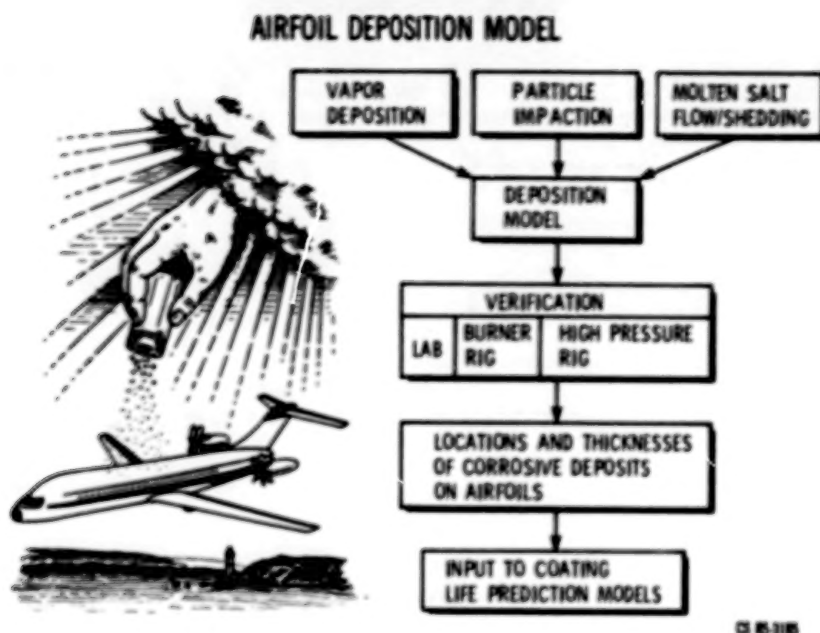 AIRFOIL DEPOSITION MODEL
VAPOR
DEPOSITION
PARTICLE
IMPACTION
MOLTEN SALT
FLOW/SHEDDING
DEPOSITION
MODEL
VERIFICATION
LAB
BURNER
RIG
HIGH PRESSURE
RIG
LOCATIONS AND THICKNESSES
OF CORROSIVE DEPOSITS
ON AIRFOILS
INPUT TO COATING
LIFE PREDICTION MODELS